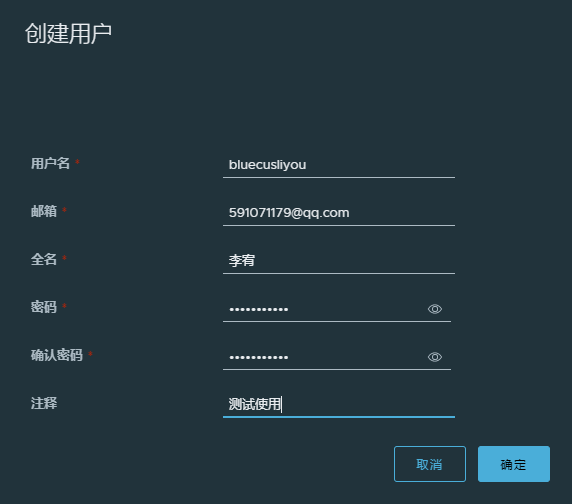 创建用户
用户名 * bluecusliyou
邮箱 * 591071179@qq.com
全名 * 李宥
密码 * •••••••••••
确认密码 * •••••••••••
注释 测试使用
取消 确定